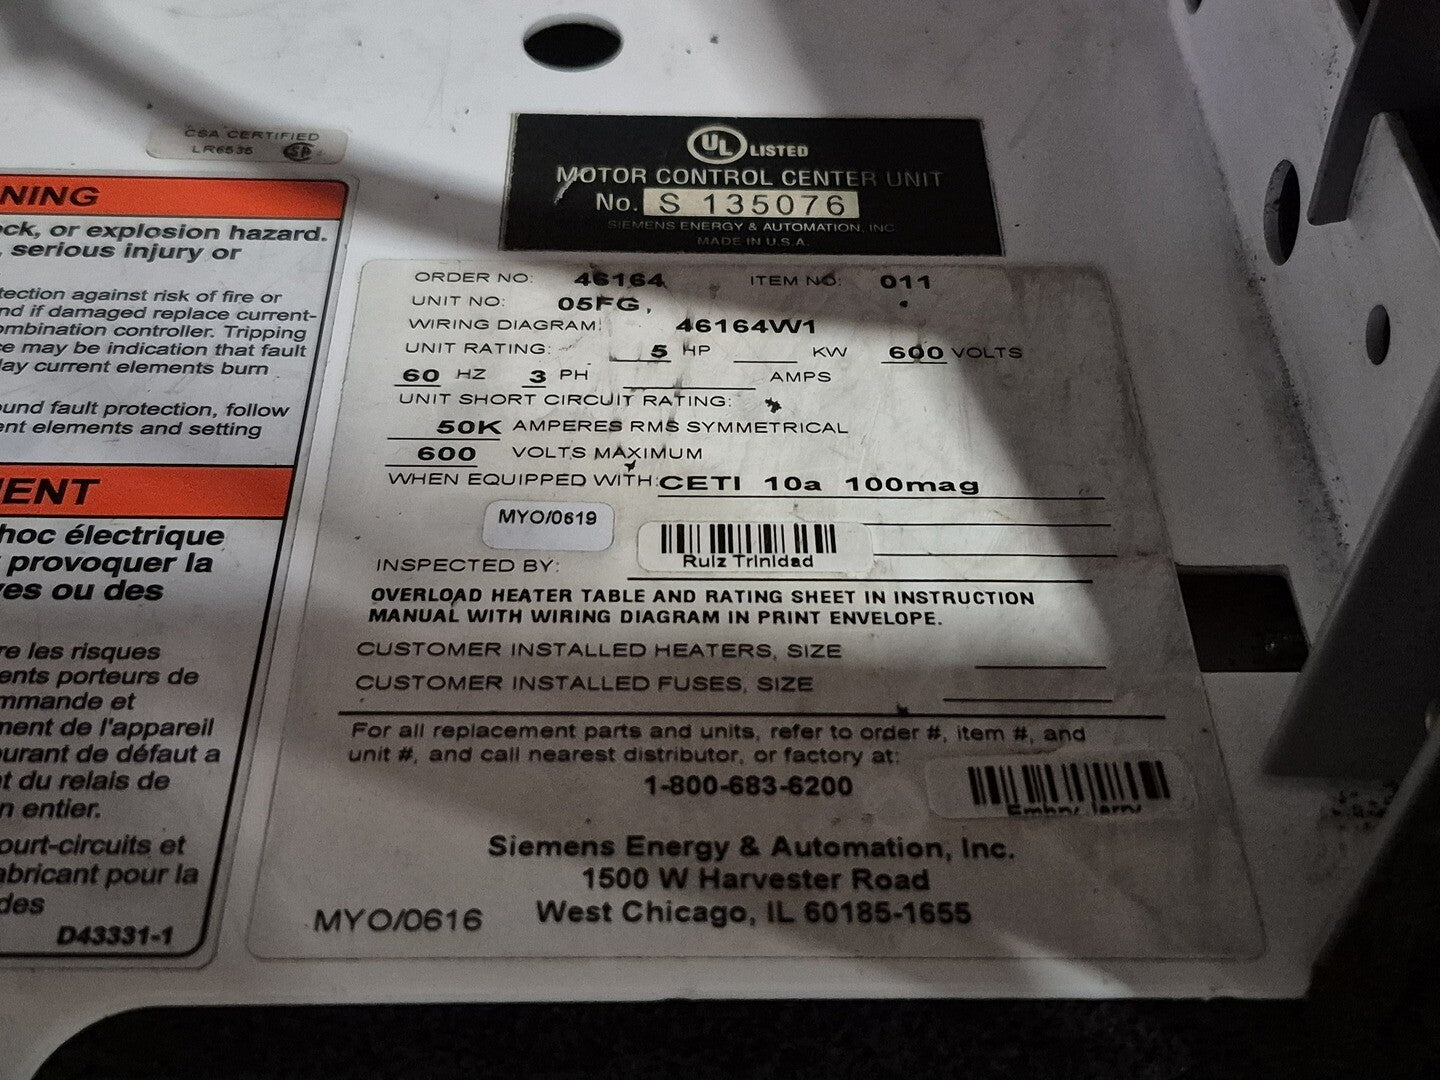 CSA CERTIFIED
LR6535
NING
ock, or explosion hazard.
, serious injury or
tection against risk of fire or
nd if damaged replace current-
ombination controller. Tripping
ce may be indication that fault
lay current elements burn
ound fault protection, follow
ent elements and setting
MENT
hoc électrique
provoquer la
ves ou des
re les risques
ents porteurs de
mmande et
ment de l'appareil
ourant de défaut a
t du relais de
n entier.
ourt-circuits et
abricant pour la
des
D43331-1
UL LISTED
MOTOR CONTROL CENTER UNIT
No. S 135076
SIEMENS ENERGY & AUTOMATION, INC.
MADE IN U.S.A.
ORDER NO: 46164 ITEM NO: 011
UNIT NO: 05FG,
WIRING DIAGRAM: 46164W1
UNIT RATING: 5 HP KW 600 VOLTS
60 HZ 3 PH AMPS
UNIT SHORT CIRCUIT RATING:
50K AMPERES RMS SYMMETRICAL
600 VOLTS MAXIMUM
WHEN EQUIPPED WITH: CETI 10a 100mag
MYO/0619
Ruiz Trinidad
INSPECTED BY:
OVERLOAD HEATER TABLE AND RATING SHEET IN INSTRUCTION
MANUAL WITH WIRING DIAGRAM IN PRINT ENVELOPE.
CUSTOMER INSTALLED HEATERS, SIZE
CUSTOMER INSTALLED FUSES, SIZE
For all replacement parts and units, refer to order #, item #, and
unit #, and call nearest distributor, or factory at:
1-800-683-6200
Embry Jerry
Siemens Energy & Automation, Inc.
1500 W Harvester Road
West Chicago, IL 60185-1655
MYO/0616